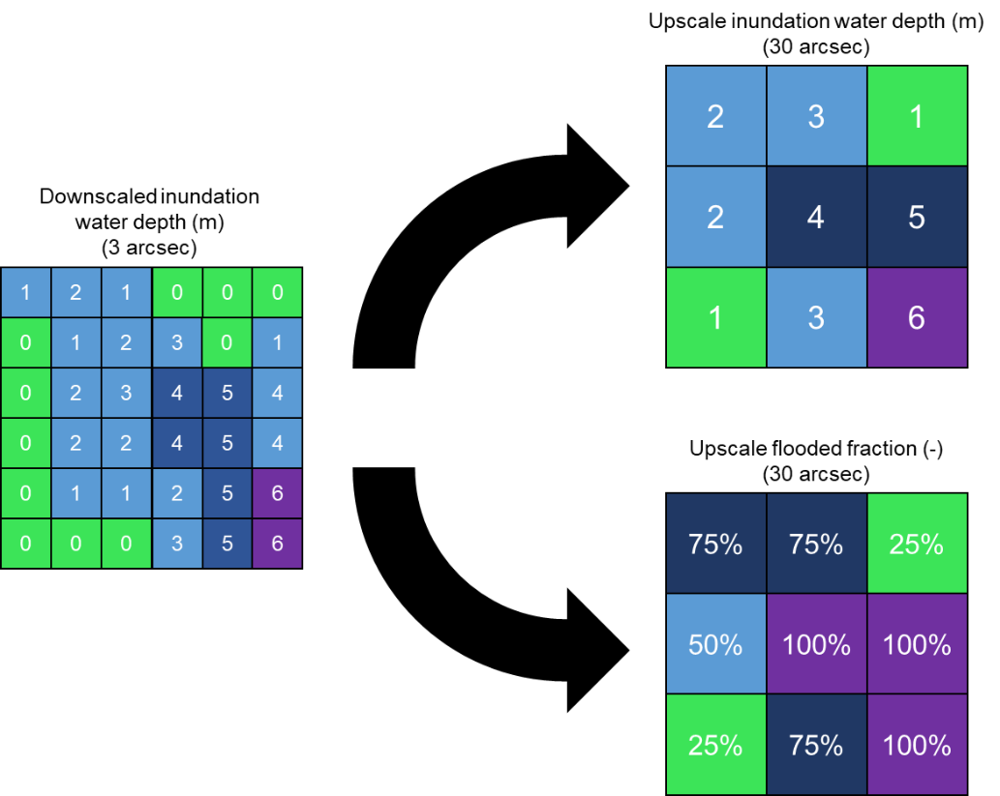 Downscaled inundation
water depth (m)
(3 arcsec)
1 2 1 0 0 0
0 1 2 3 0 1
0 2 3 4 5 4
0 2 2 4 5 4
0 1 1 2 5 6
0 0 0 3 5 6
Upscale inundation water depth (m)
(30 arcsec)
2 3 1
2 4 5
1 3 6
Upscale flooded fraction (-)
(30 arcsec)
75% 75% 25%
50% 100% 100%
25% 75% 100%